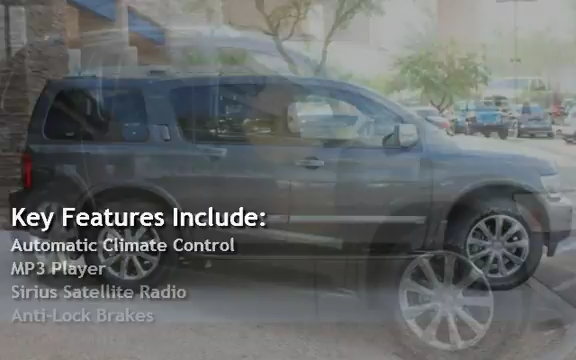 Key Features Include:
Automatic Climate Control
MP3 Player
Sirius Satellite Radio
Anti-Lock Brakes